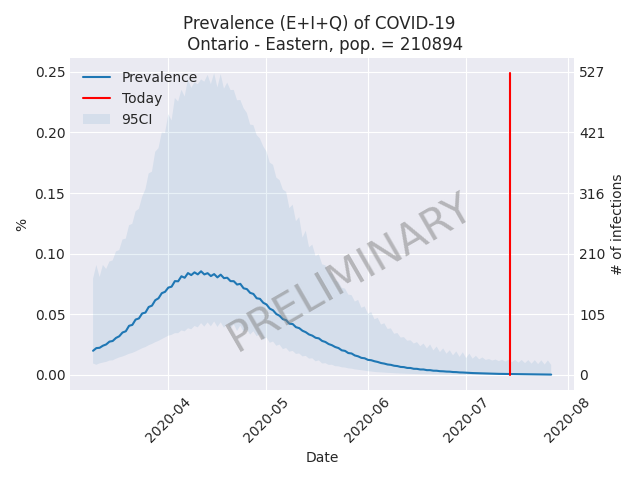 Prevalence (E+I+Q) of COVID-19
Ontario - Eastern, pop. = 210894
Prevalence
Today
95CI
0.25
0.20
0.15
0.10
0.05
0.00
%
527
421
316
210
105
0
# of infections
PRELIMINARY
2020-04
2020-05
2020-06
2020-07
2020-08
Date